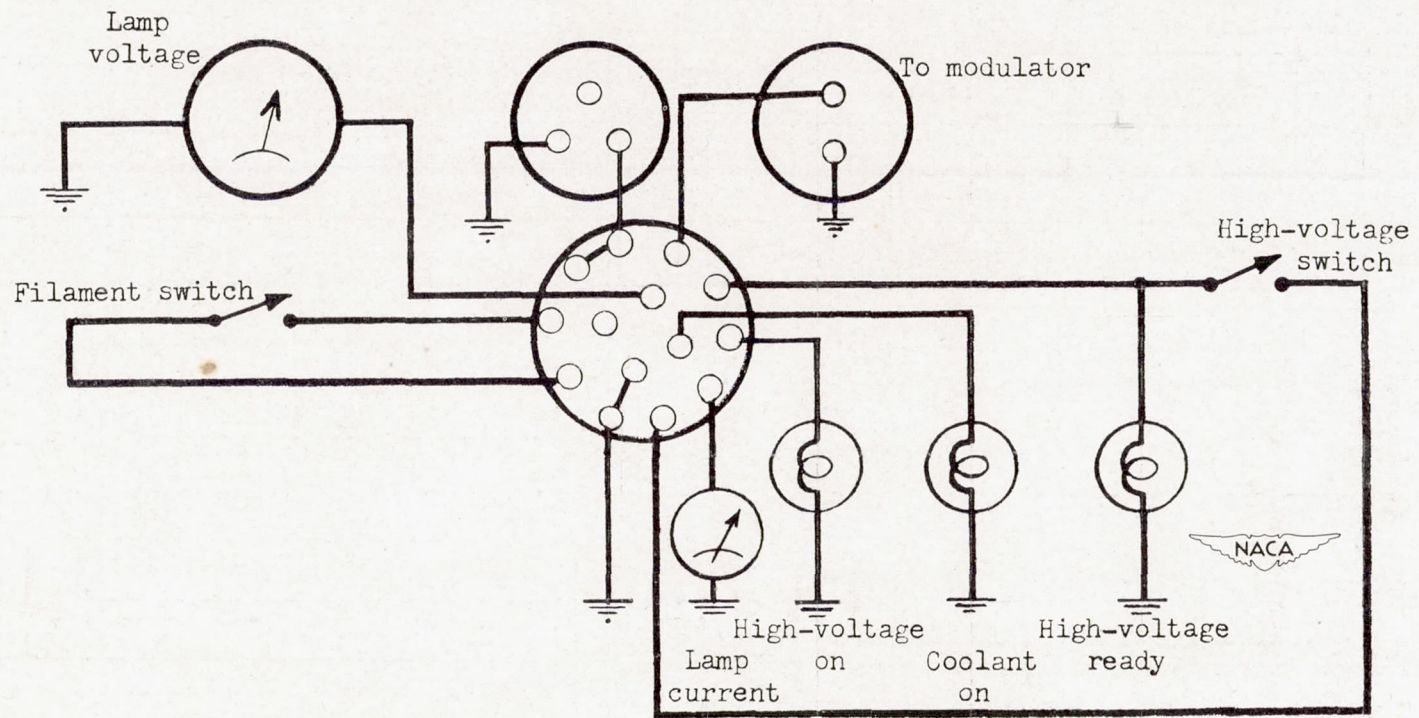 Lamp
voltage
To modulator
High-voltage
switch
Filament switch
NACA
High-voltage
on
Lamp
current
Coolant
on
High-voltage
ready